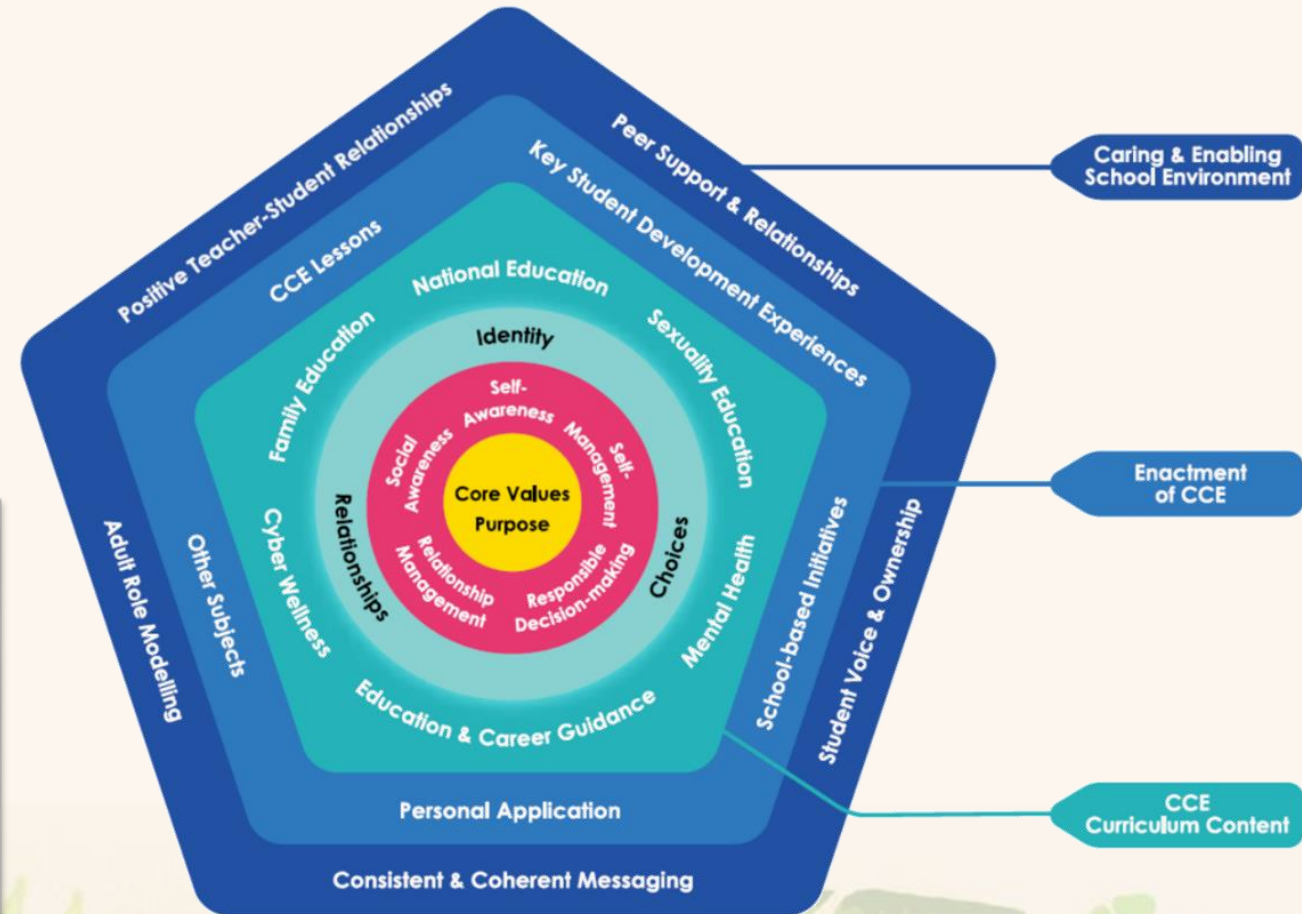 Positive Teacher-Student Relationships
Peer Support & Relationships
Student Voice & Ownership
Consistent & Coherent Messaging
Adult Role Modelling
CCE Lessons
Key Student Development Experiences
School-based Initiatives
Personal Application
Other Subjects
National Education
Sexuality Education
Mental Health
Education & Career Guidance
Cyber Wellness
Family Education
Identity
Choices
Relationships
Self-
Awareness
Self-
Management
Responsible
Decision-making
Relationship
Management
Social
Awareness
Core Values
Purpose
Caring & Enabling
School Environment
Enactment
of CCE
CCE
Curriculum Content